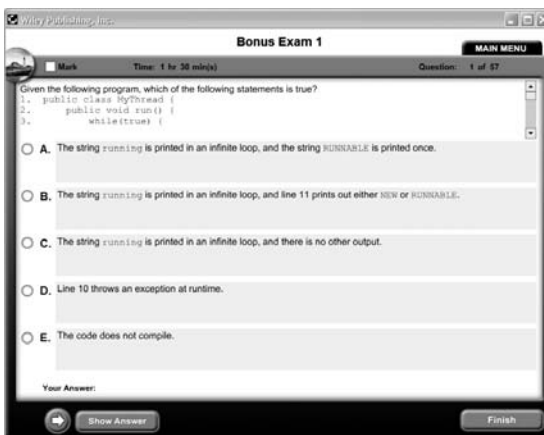 Wiley Publishing, Inc.
Bonus Exam 1
MAIN MENU
Mark Time: 1 hr 30 min(s) Question: 1 of 57
Given the following program, which of the following statements is true?
1. public class MyThread {
2. public void run() {
3. while(true) {
A. The string running is printed in an infinite loop, and the string RUNNABLE is printed once.
B. The string running is printed in an infinite loop, and line 11 prints out either NEW or RUNNABLE.
C. The string running is printed in an infinite loop, and there is no other output.
D. Line 10 throws an exception at runtime.
E. The code does not compile.
Your Answer:
Show Answer
Finish